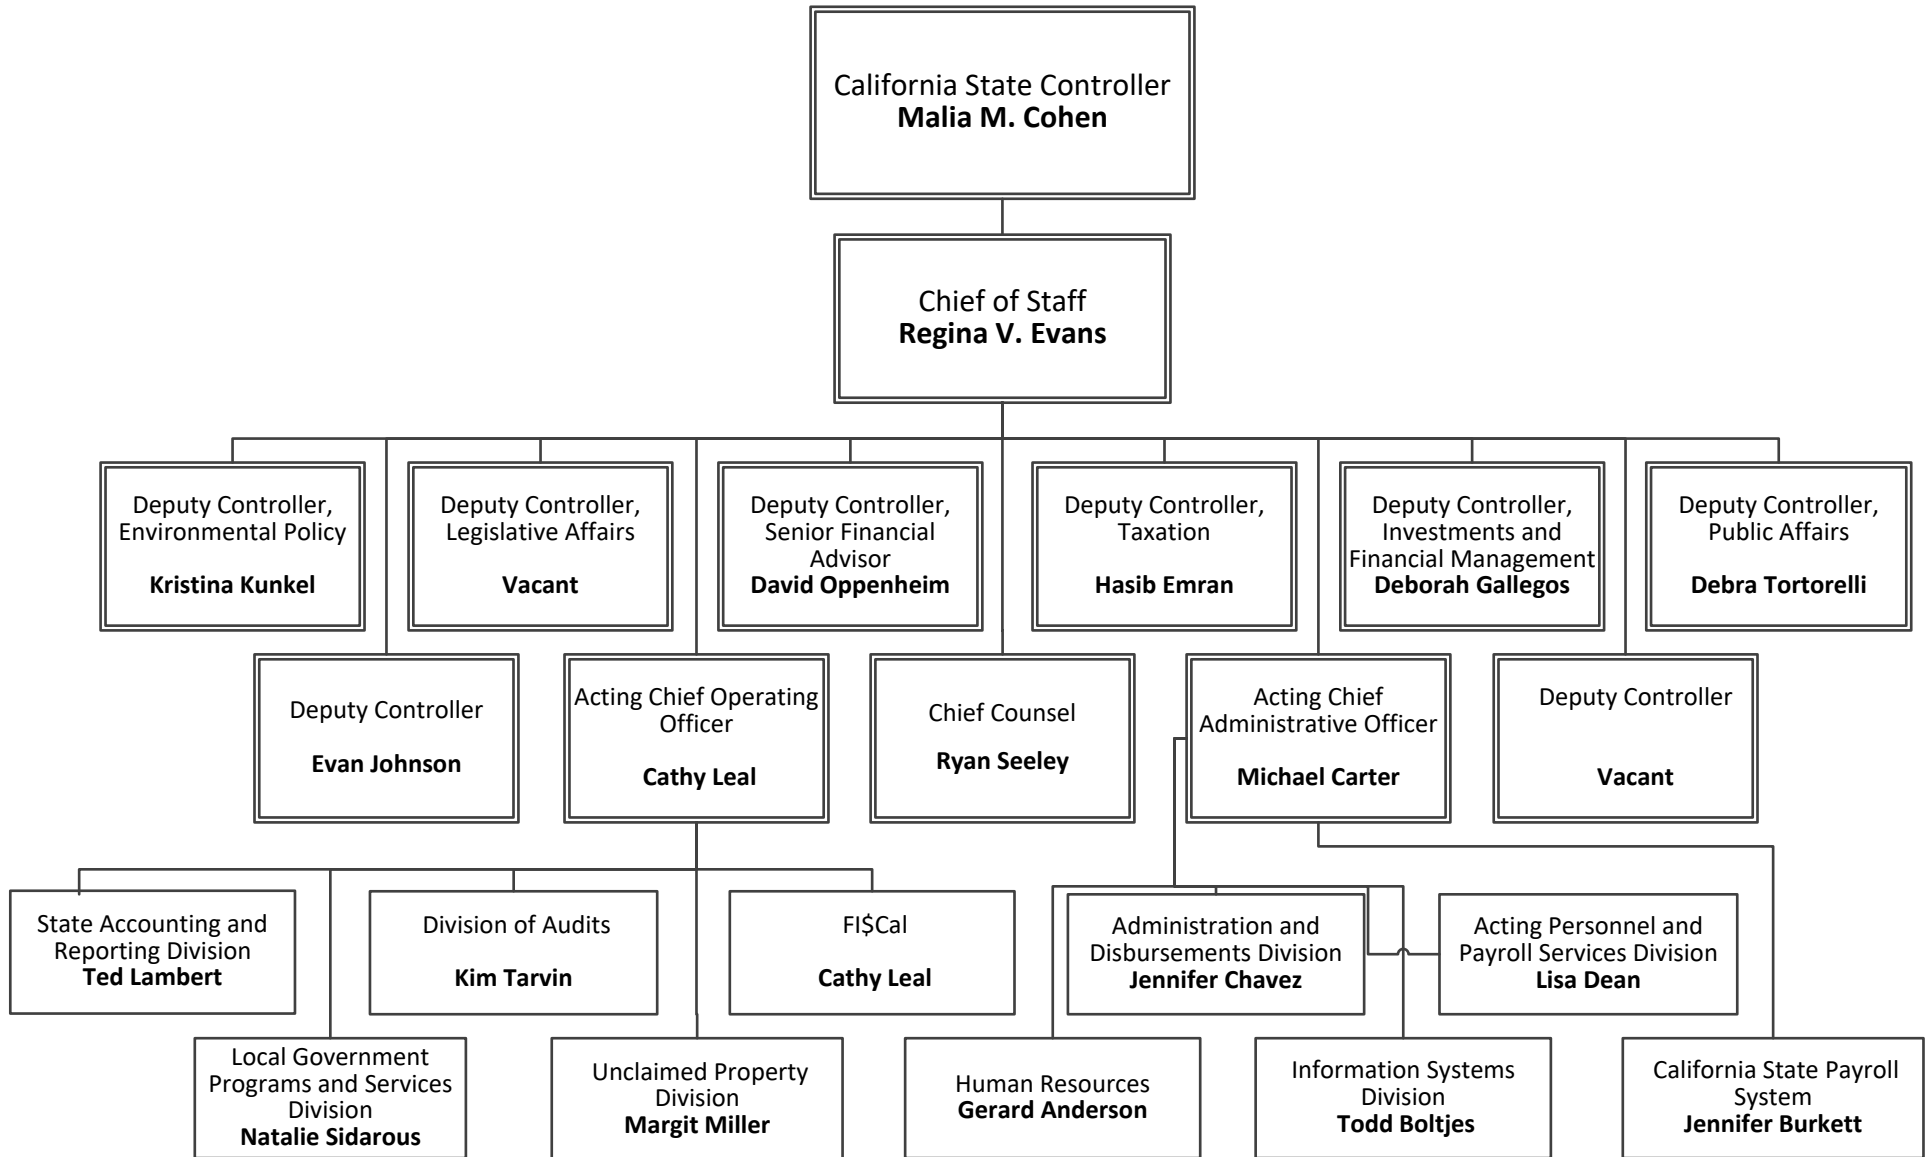 California State Controller
Malia M. Cohen
Chief of Staff
Regina V. Evans
Deputy Controller,
Environmental Policy
Kristina Kunkel
Deputy Controller,
Legislative Affairs
Vacant
Deputy Controller,
Senior Financial
Advisor
David Oppenheim
Deputy Controller,
Taxation
Hasib Emran
Deputy Controller,
Investments and
Financial Management
Deborah Gallegos
Deputy Controller,
Public Affairs
Debra Tortorelli
Deputy Controller
Evan Johnson
Acting Chief Operating
Officer
Cathy Leal
Chief Counsel
Ryan Seeley
Acting Chief
Administrative Officer
Michael Carter
Deputy Controller
Vacant
State Accounting and
Reporting Division
Ted Lambert
Division of Audits
Kim Tarvin
FI$Cal
Cathy Leal
Administration and
Disbursements Division
Jennifer Chavez
Acting Personnel and
Payroll Services Division
Lisa Dean
Local Government
Programs and Services
Division
Natalie Sidarous
Unclaimed Property
Division
Margit Miller
Human Resources
Gerard Anderson
Information Systems
Division
Todd Boltjes
California State Payroll
System
Jennifer Burkett